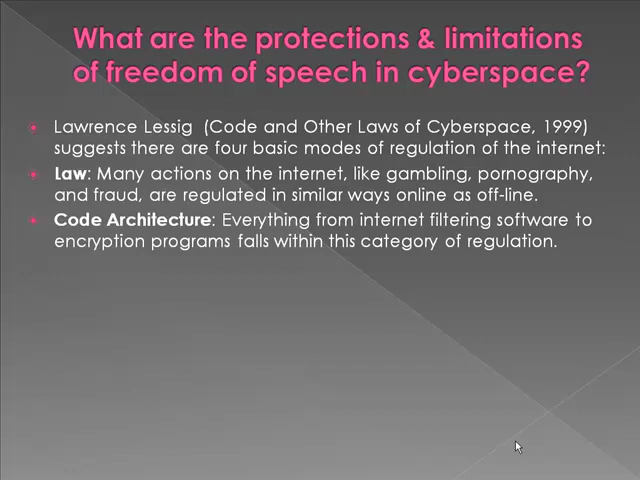 What are the protections & limitations
of freedom of speech in cyberspace?
Lawrence Lessig (Code and Other Laws of Cyberspace, 1999)
suggests there are four basic modes of regulation of the internet:
Law: Many actions on the internet, like gambling, pornography,
and fraud, are regulated in similar ways online as off-line.
Code Architecture: Everything from internet filtering software to
encryption programs falls within this category of regulation.